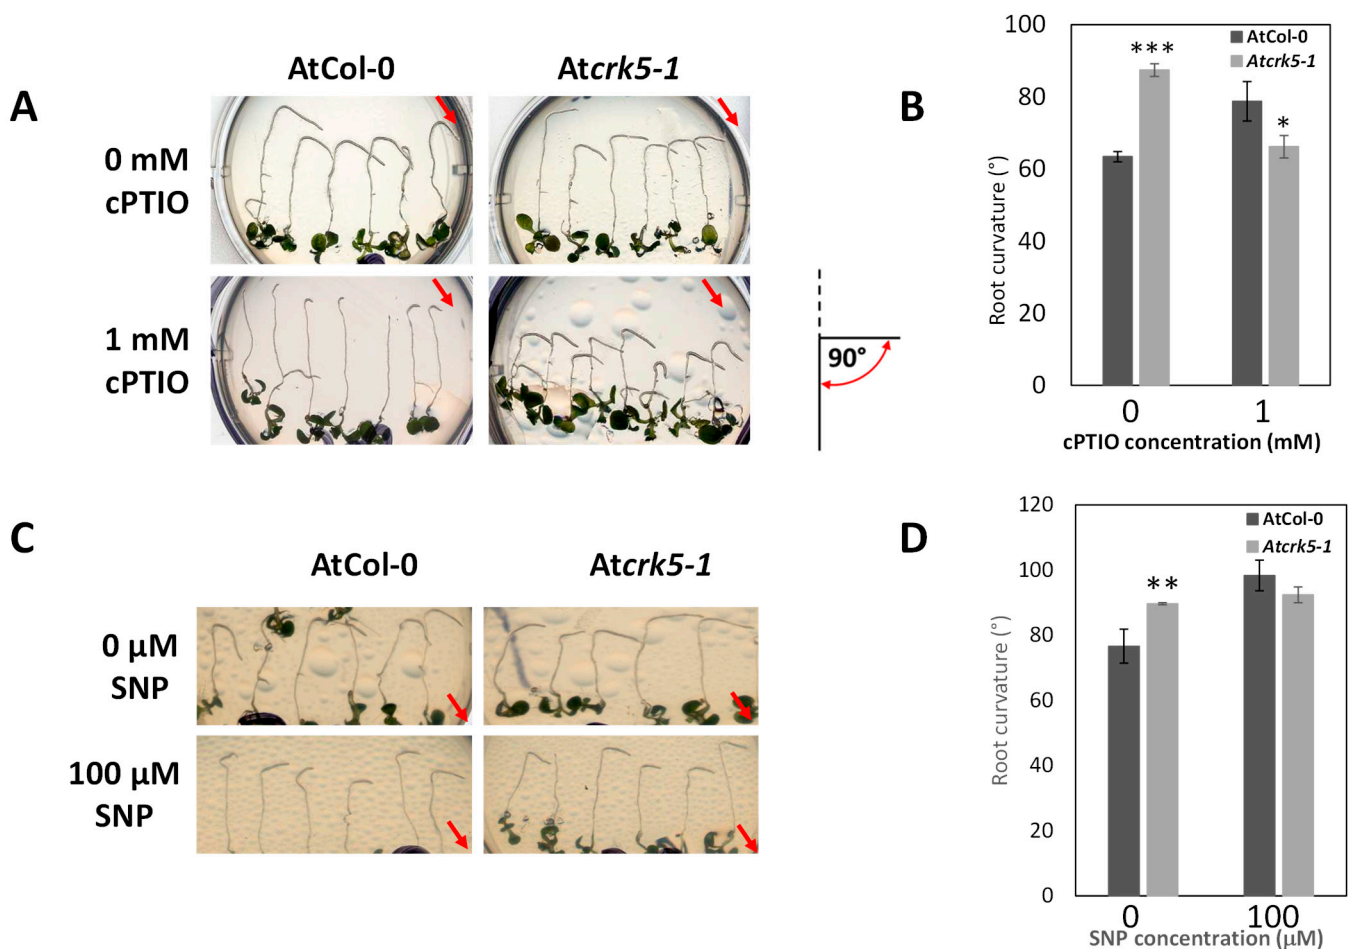 A
AtCol-0
Atcrk5-1
0 mM
cPTIO
1 mM
cPTIO
90°
B
100
80
60
40
20
0
Root curvature (°)
AtCol-0
Atcrk5-1
***
*
0
1
cPTIO concentration (mM)
C
AtCol-0
Atcrk5-1
0 µM
SNP
100 µM
SNP
D
120
100
80
60
40
20
0
Root curvature (°)
AtCol-0
Atcrk5-1
**
0
100
SNP concentration (µM)